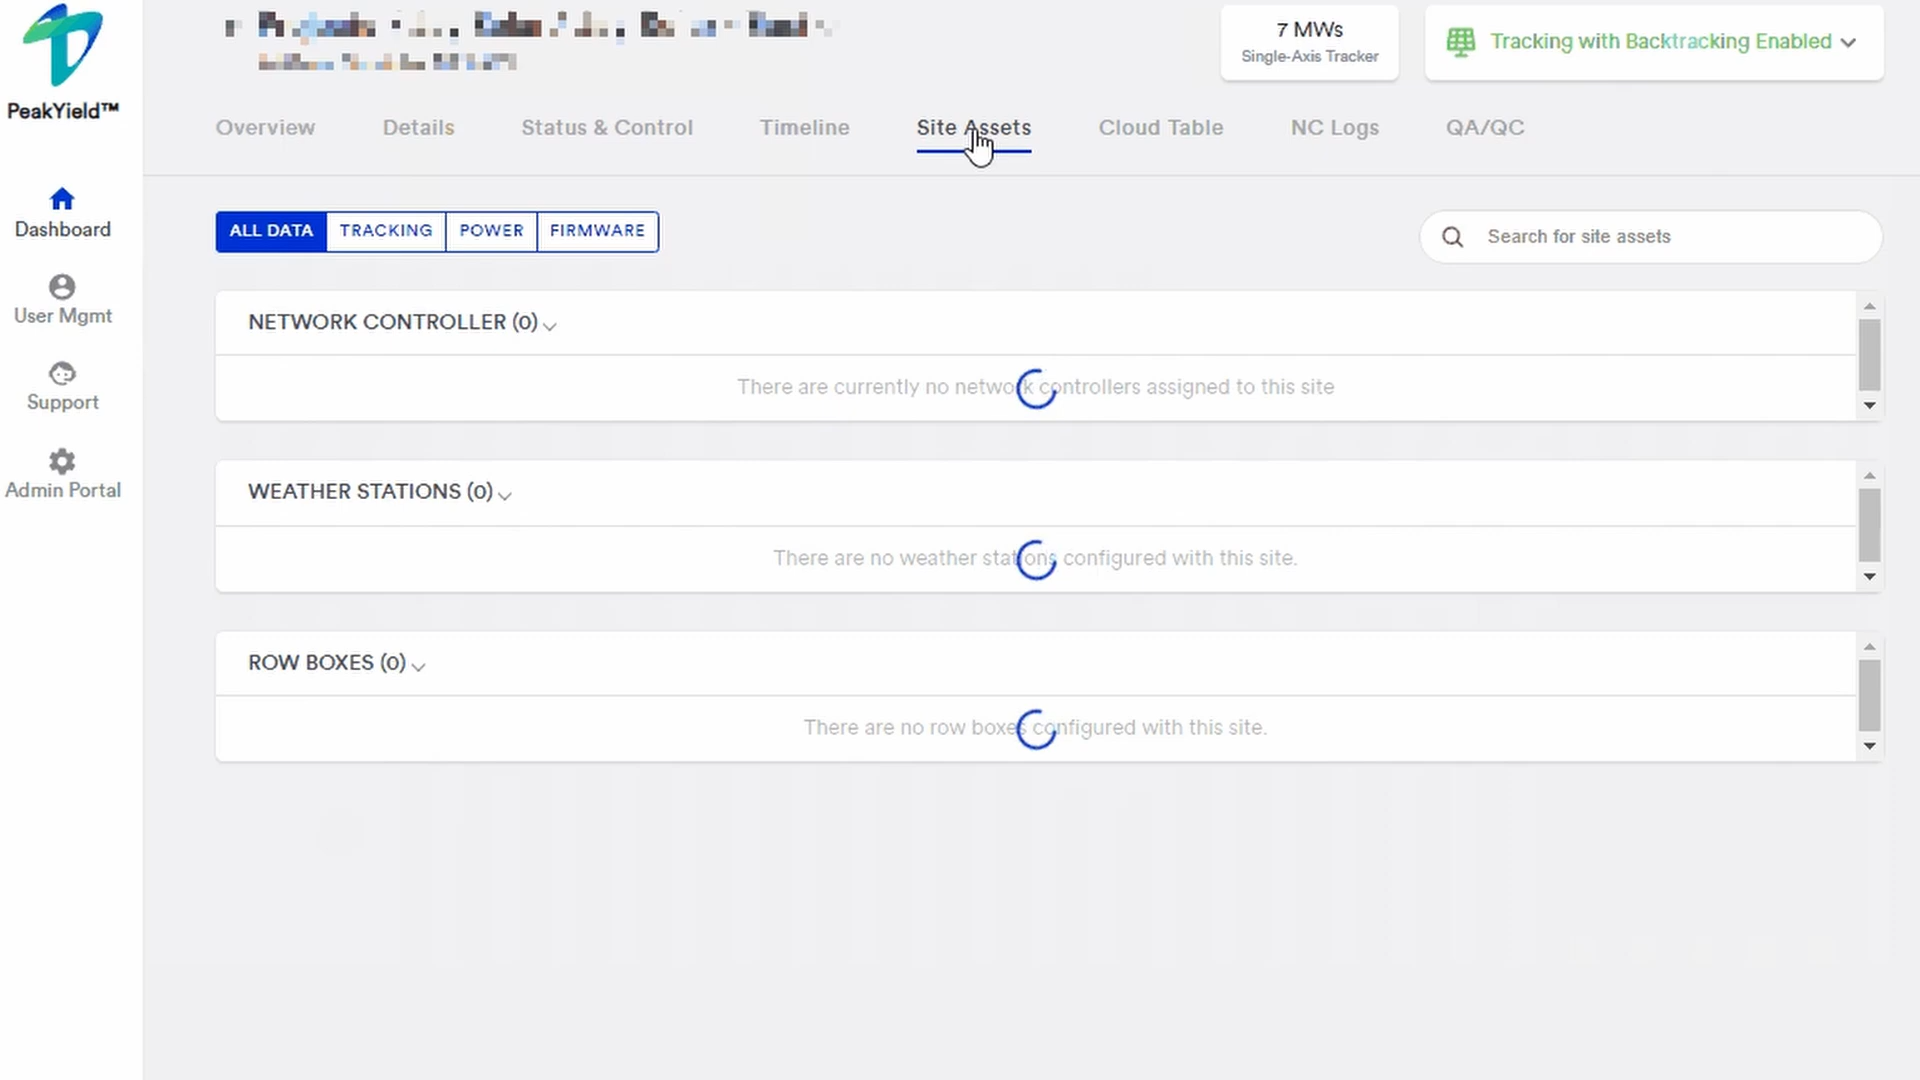 7 MWs
Single-Axis Tracker
Tracking with Backtracking Enabled
PeakYield™
Overview
Details
Status & Control
Timeline
Site Assets
Cloud Table
NC Logs
QA/QC
Dashboard
User Mgmt
Support
Admin Portal
ALL DATA
TRACKING
POWER
FIRMWARE
Search for site assets
NETWORK CONTROLLER (0)
There are currently no network controllers assigned to this site
WEATHER STATIONS (0)
There are no weather stations configured with this site.
ROW BOXES (0)
There are no row boxes configured with this site.